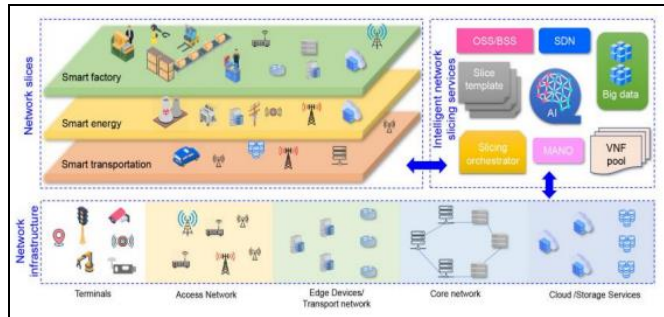 Network slices
Smart factory
Smart energy
Smart transportation
Intelligent network
slicing services
OSS/BSS
SDN
Slice
template
AI
Big data
Slicing
orchestrator
MANO
VNF
pool
Network
infrastructure
Terminals
Access Network
Edge Devices/
Transport network
Core network
Cloud /Storage Services